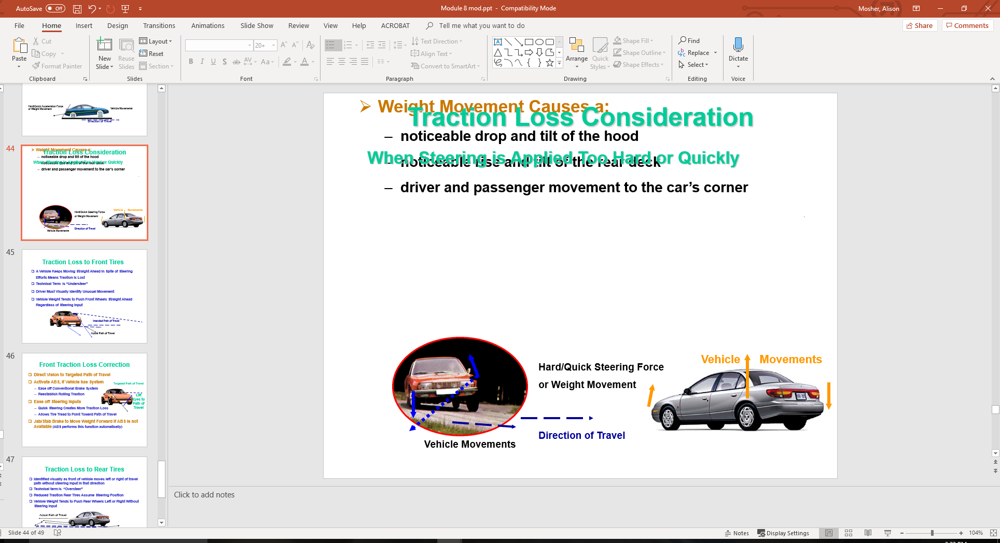 AutoSave Off
Module 8 mod.ppt - Compatibility Mode
Mosher, Alison
File Home Insert Design Transitions Animations Slide Show Review View Help ACROBAT Tell me what you want to do
Share Comments
Paste
Cut
Copy
Format Painter
Clipboard
New Slide
Reuse Slides
Layout
Reset
Section
Slides
20+
Font
Text Direction
Align Text
Convert to SmartArt
Paragraph
Arrange
Quick Styles
Shape Fill
Shape Outline
Shape Effects
Drawing
Find
Replace
Select
Editing
Dictate
Voice
Hard/Quick Acceleration Force
or Weight Movement
Vehicle Movements
Direction of Travel
44
Weight Movement Causes a:
Traction Loss Consideration
noticeable drop and tilt of the hood
When Steering is Applied Too Hard or Quickly
noticeable rise and tilt of the rear deck
– driver and passenger movement to the car's corner
Hard/Quick Steering Force
or Weight Movement
Vehicle Movements
Direction of Travel
Vehicle Movements
45
Traction Loss to Front Tires
A Vehicle Keeps Moving Straight Ahead in Spite of Steering
Efforts Means Traction is Lost
Technical Term is "Understeer"
Driver Must Visually Identify Unusual Movement
Vehicle Weight Tends to Push Front Wheels Straight Ahead
Regardless of Steering Input
Intended Path of Travel
Actual Path of Travel
46
Front Traction Loss Correction
Direct Vision to Targeted Path of Travel
Activate ABS, if Vehicle has System
– Ease off Conventional Brake System
– Reestablish Rolling Traction
Ease off Steering Inputs
– Quick Steering Creates More Traction Loss
– Allows Tire Tread to Point Toward Path of Travel
Jab/Stab Brake to Move Weight Forward if ABS is not
Available (ABS performs this function automatically)
Targeted Path of Travel
Lift
Eyes to
Path of
Travel
47
Traction Loss to Rear Tires
Identified visually as front of vehicle moves left or right of travel
path without steering input in that direction
Technical term is "Oversteer"
Reduced Traction Rear Tires Assume Steering Position
Vehicle Weight Tends to Push Rear Wheels Left or Right Without
Steering Input
Actual Path of Travel
➢ Weight Movement Causes a:
Traction Loss Consideration
– noticeable drop and tilt of the hood
When Steering is Applied Too Hard or Quickly
– noticeable rise and tilt of the rear deck
– driver and passenger movement to the car's corner
Hard/Quick Steering Force
or Weight Movement
Vehicle Movements
Direction of Travel
Vehicle Movements
Click to add notes
Slide 44 of 49
Notes Display Settings 104%